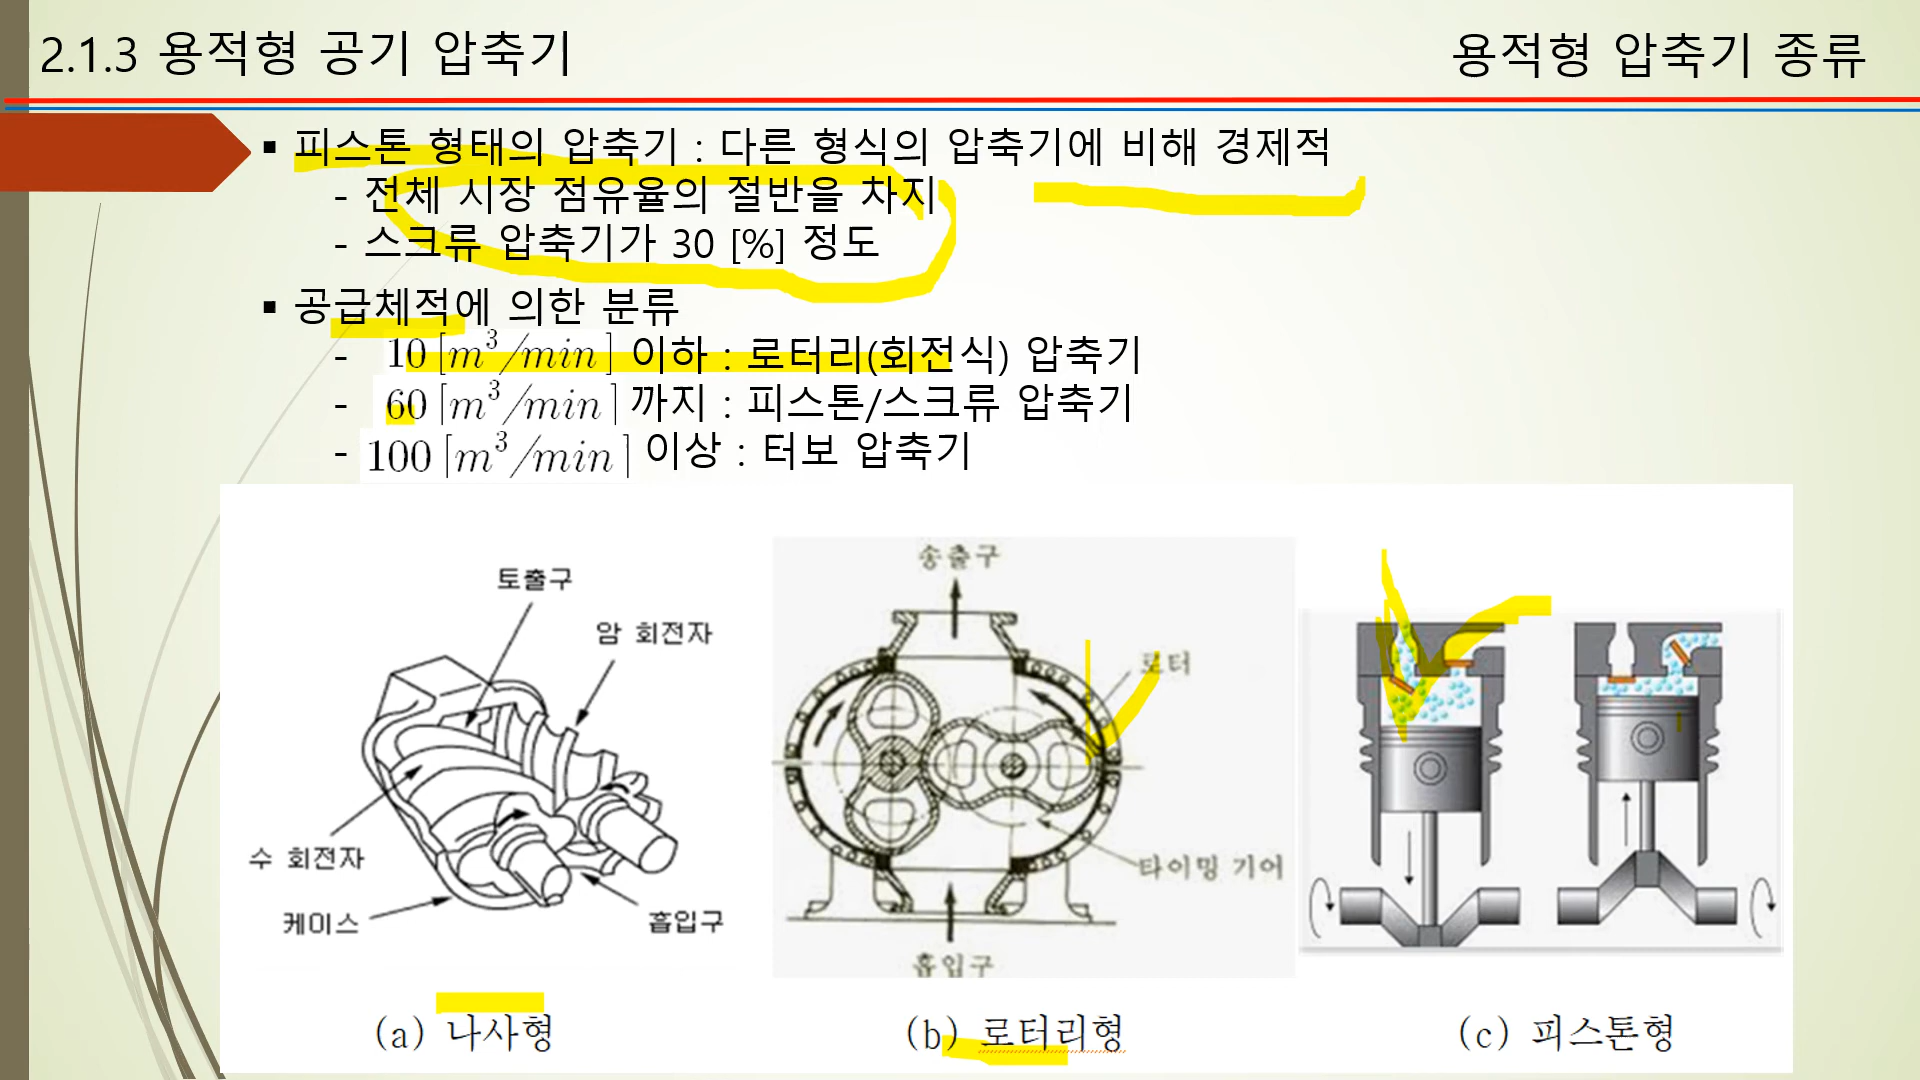 2.1.3 용적형 공기 압축기
용적형 압축기 종류
▪ 피스톤 형태의 압축기 : 다른 형식의 압축기에 비해 경제적
- 전체 시장 점유율의 절반을 차지
- 스크류 압축기가 30 [%] 정도
▪ 공급체적에 의한 분류
- 10 [m³/min] 이하 : 로터리(회전식) 압축기
- 60 [m³/min] 까지 : 피스톤/스크류 압축기
- 100 [m³/min] 이상 : 터보 압축기
토출구
암 회전자
수 회전자
케이스
흡입구
송출구
로터
타이밍 기어
흡입구
(a) 나사형
(b) 로터리형
(c) 피스톤형